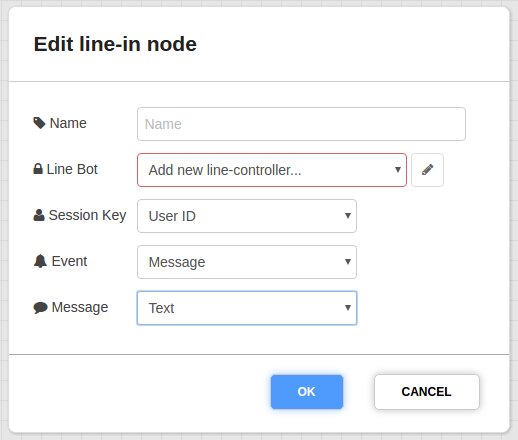 Edit line-in node
Name Name
Line Bot Add new line-controller...
Session Key User ID
Event Message
Message Text
OK CANCEL